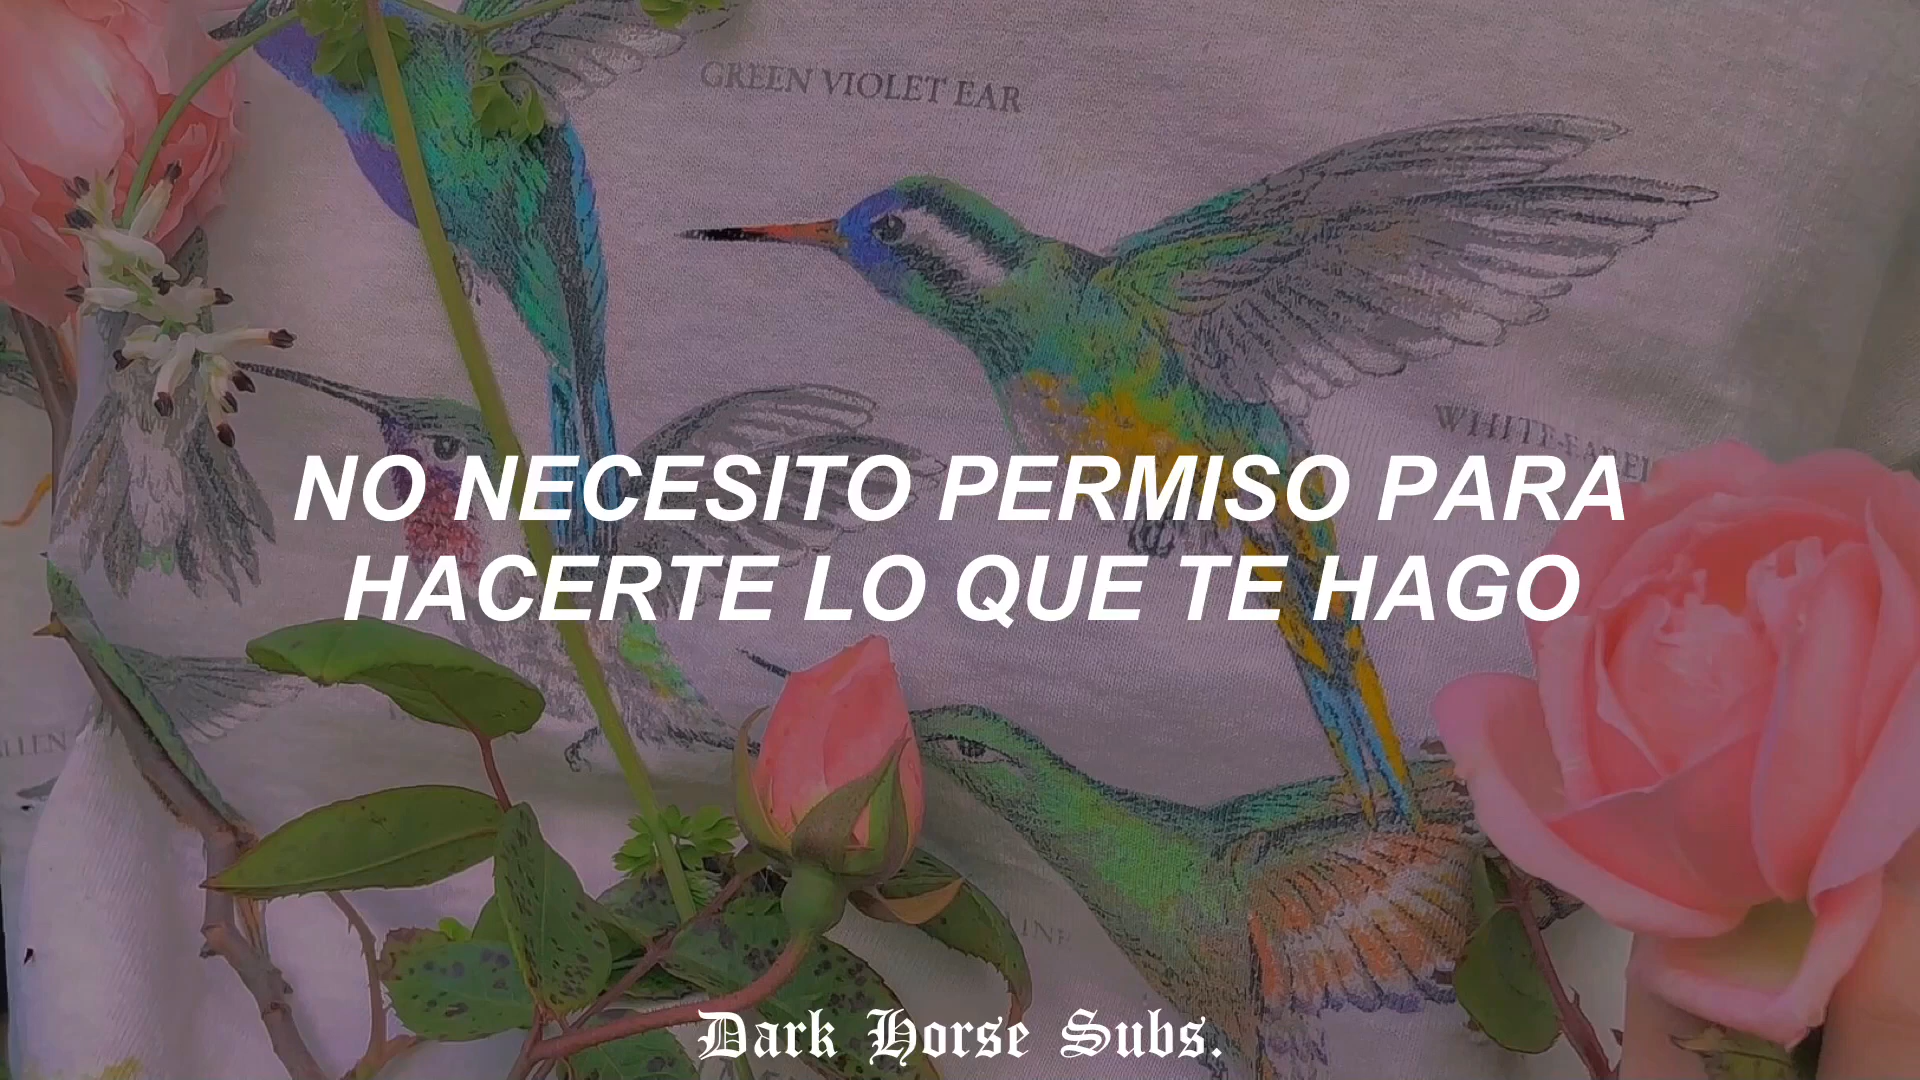 GREEN VIOLET EAR
NO NECESITO PERMISO PARA
HACERTE LO QUE TE HAGO
Dark Horse Subs.